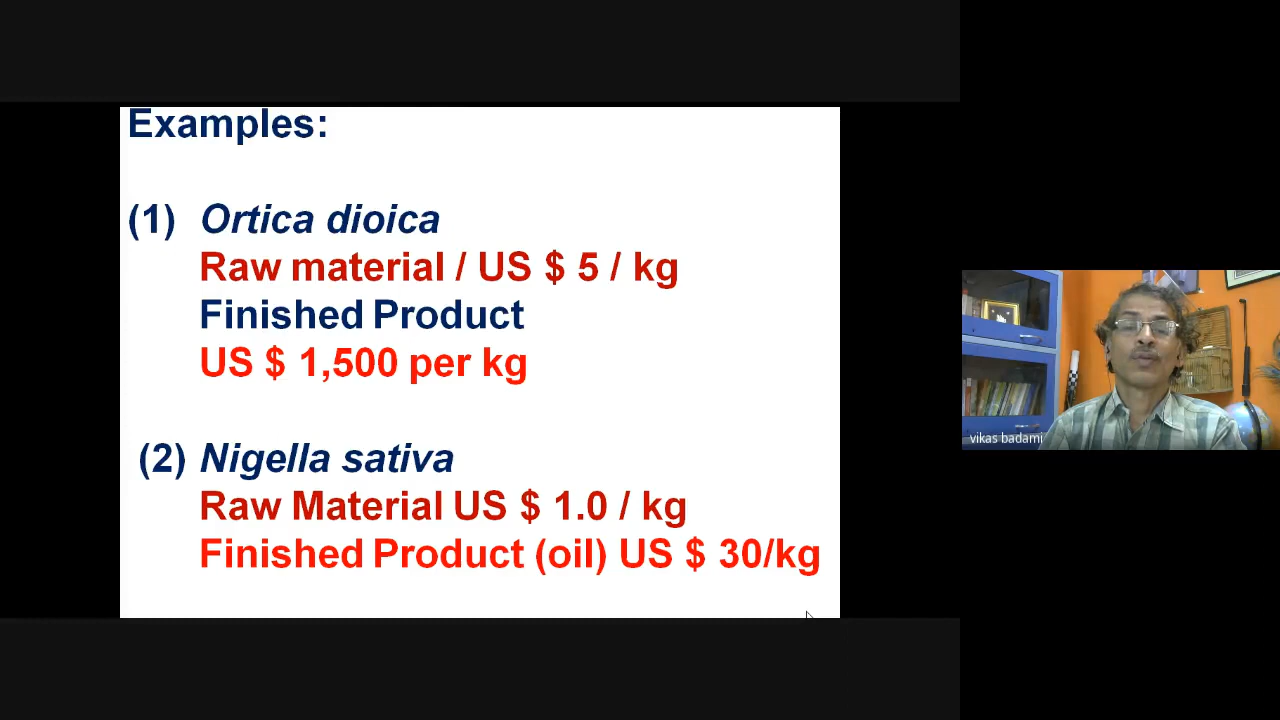 Examples:
(1) Ortica dioica
Raw material / US $ 5 / kg
Finished Product
US $ 1,500 per kg
(2) Nigella sativa
Raw Material US $ 1.0 / kg
Finished Product (oil) US $ 30/kg
vikas badami